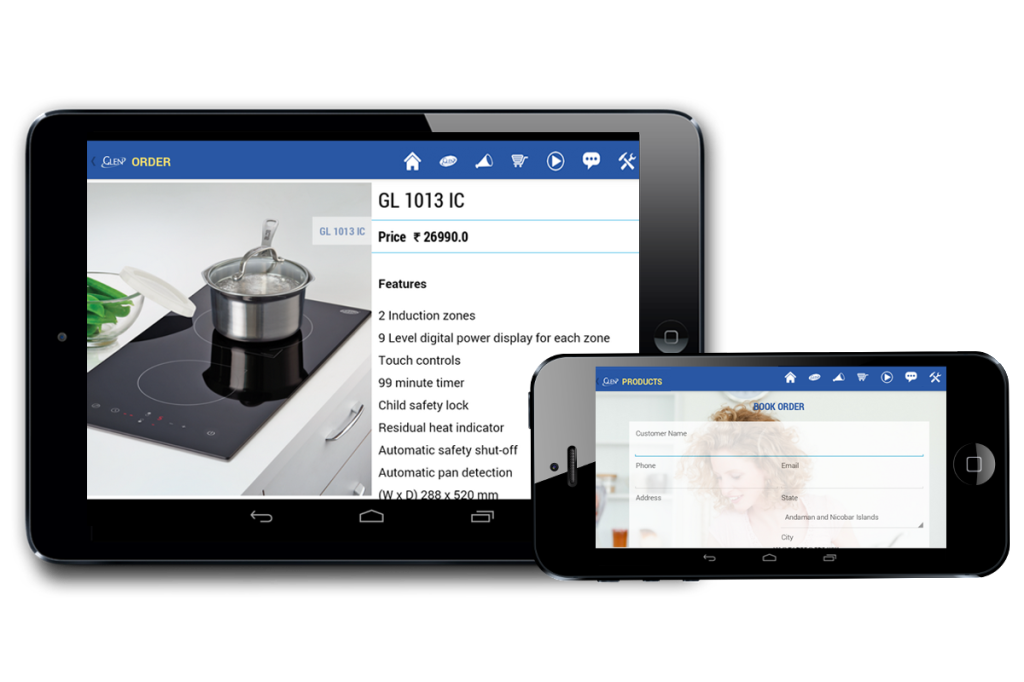 GLEN ORDER
GL 1013 IC
GL 1013 IC
Price ₹ 26990.0
Features
2 Induction zones
9 Level digital power display for each zone
Touch controls
99 minute timer
Child safety lock
Residual heat indicator
Automatic safety shut-off
Automatic pan detection
(W x D) 288 x 520 mm
GLEN PRODUCTS
BOOK ORDER
Customer Name
Phone Email
Address State
Andaman and Nicobar Islands
City